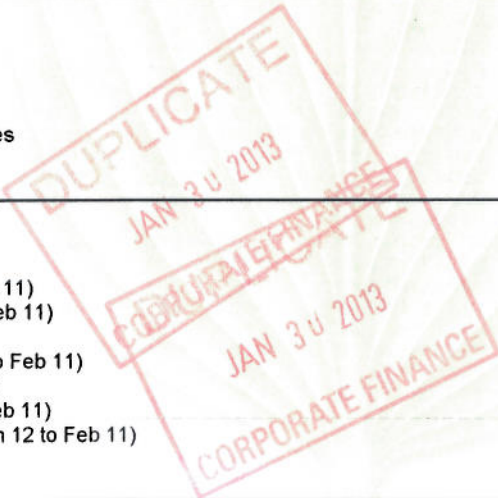 es
DUPLICATE
JAN 30 2013
CORPORATE FINANCE
DUPLICATE
JAN 30 2013
CORPORATE FINANCE
11)
eb 11)
o Feb 11)
eb 11)
n 12 to Feb 11)